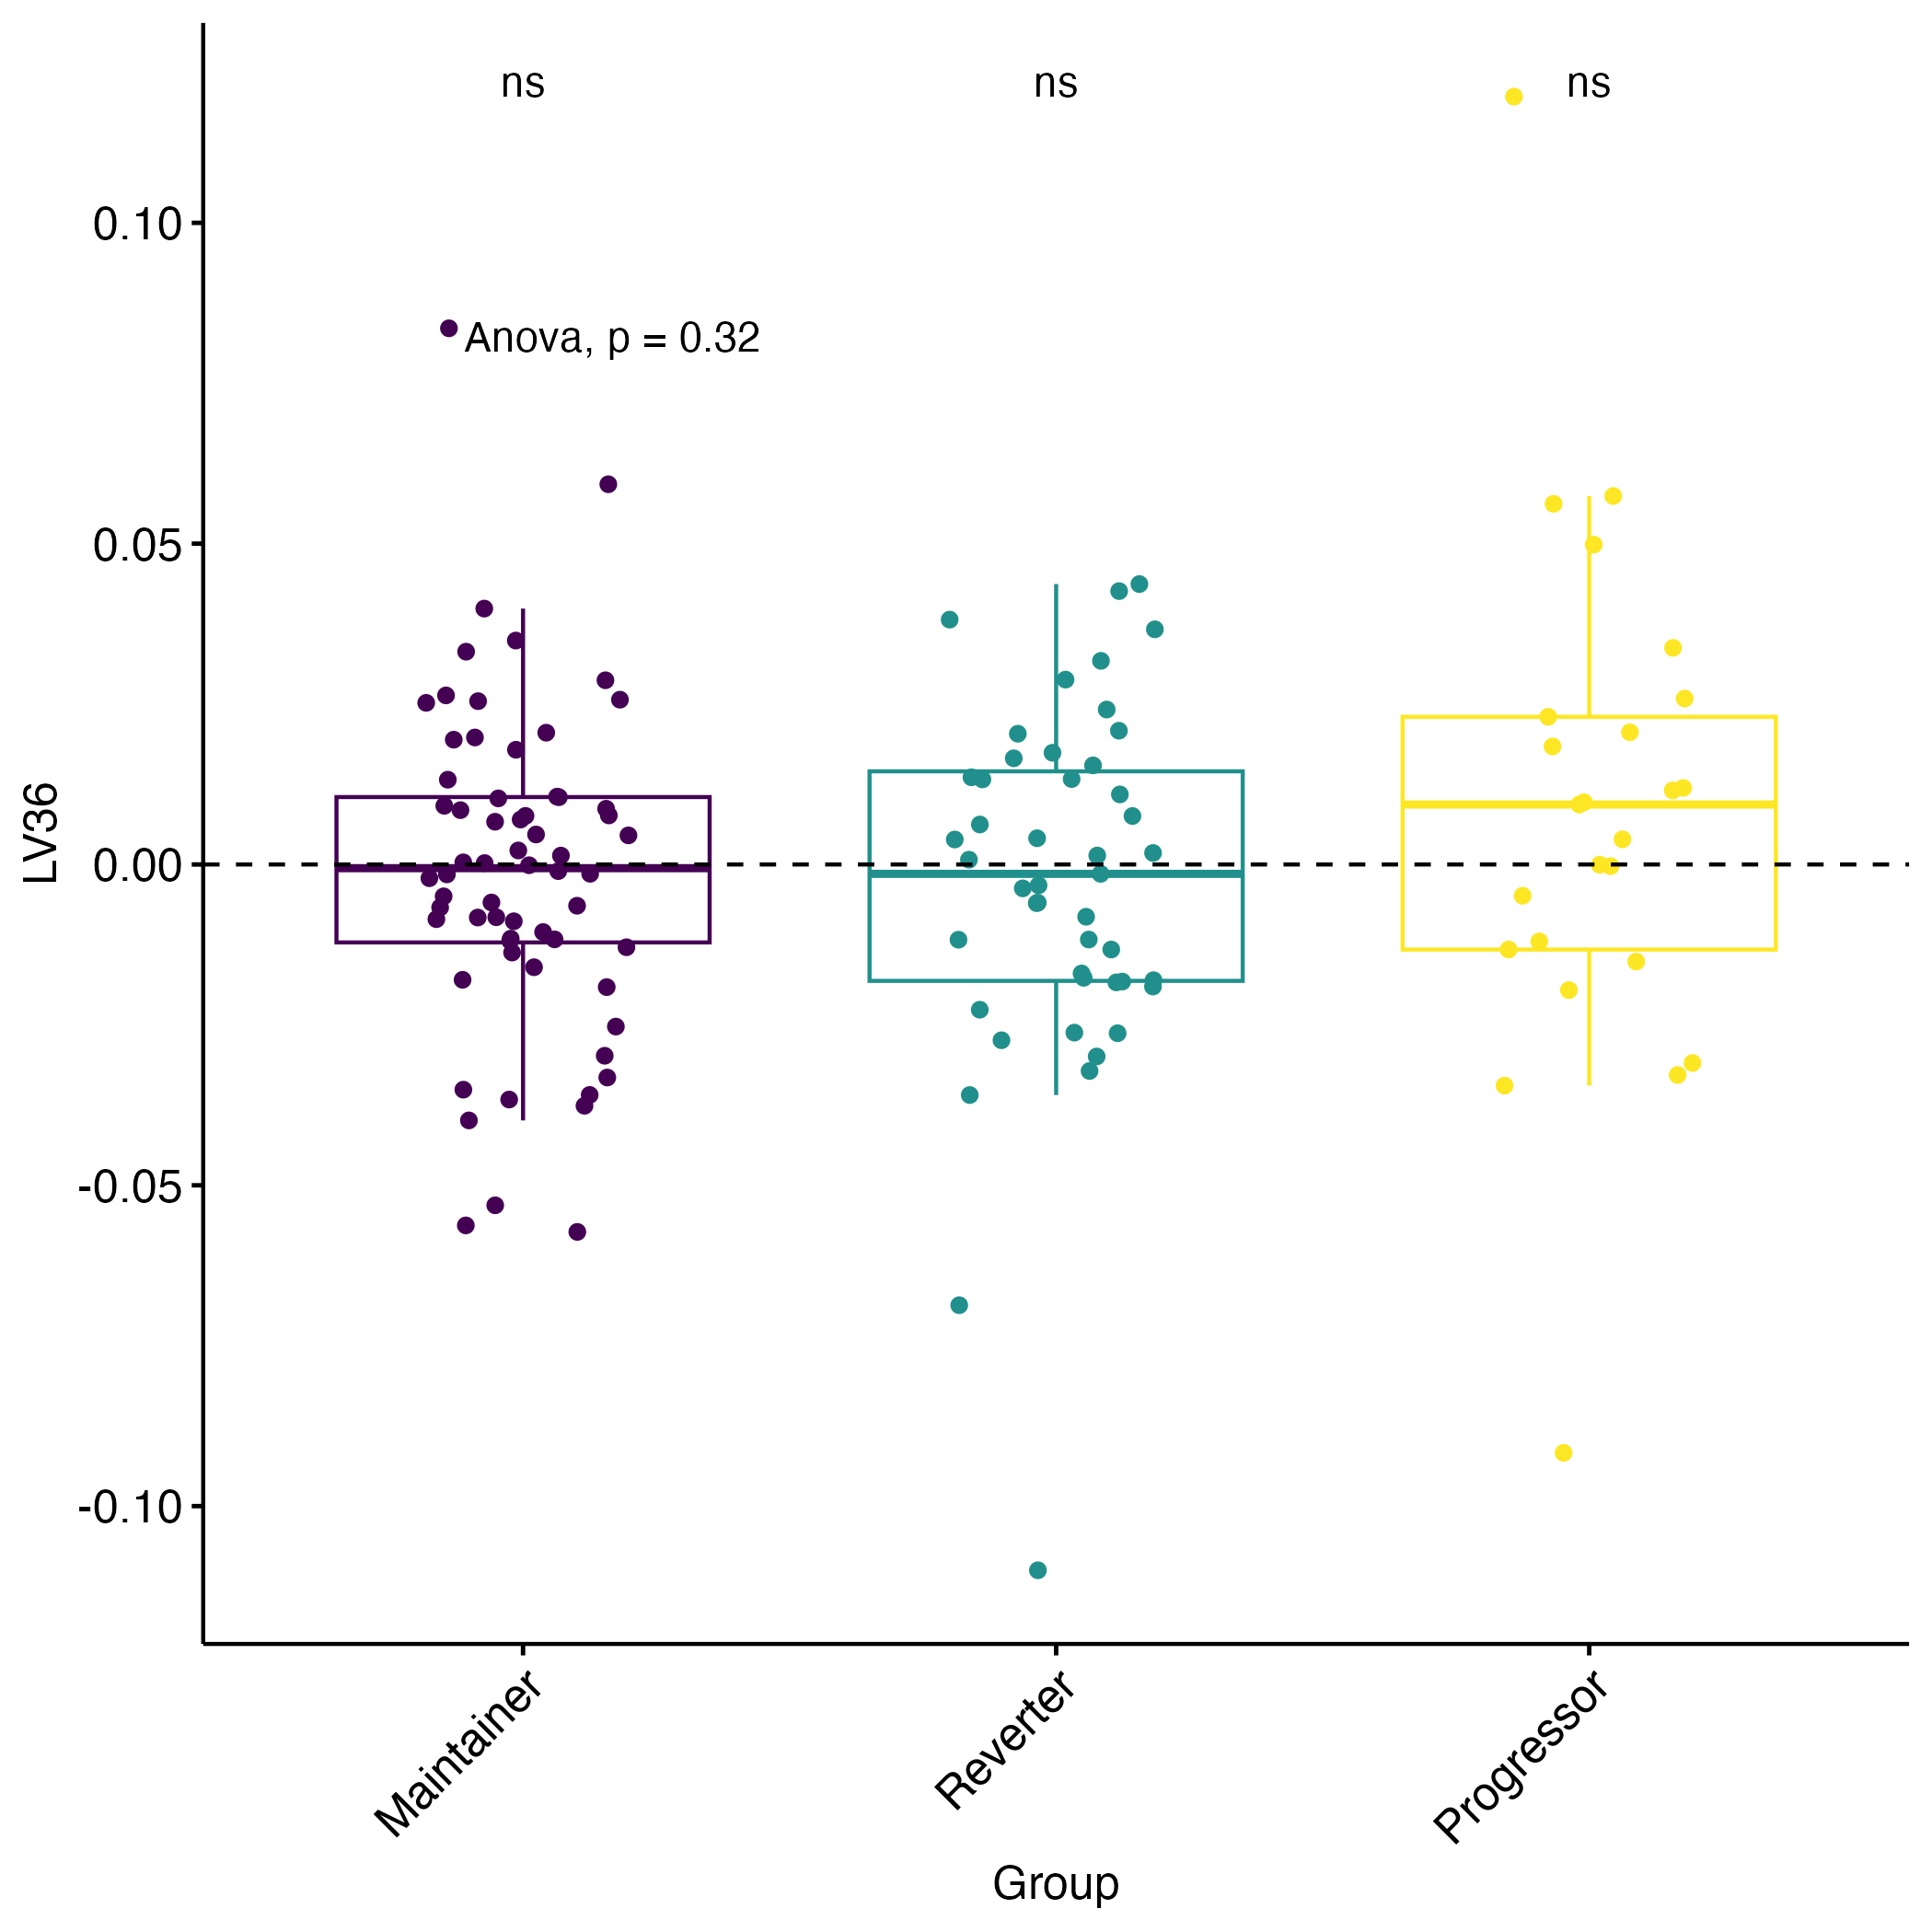 ns ns ns
Anova, p = 0.32
0.10
0.05
0.00
-0.05
-0.10
LV36
Maintainer
Reverter
Progressor
Group